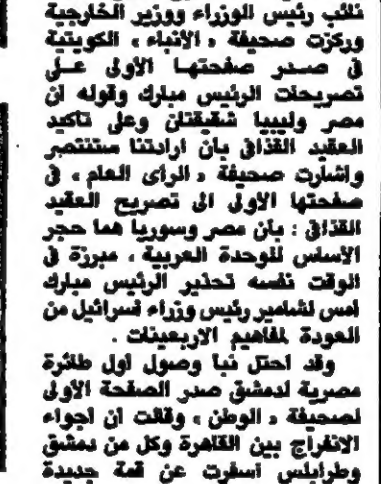 نائب رئيس الوزراء ووزير الخارجية
وركزت صحيفة « الأنباء » الكويتية
في صدر صفحتها الأولى على
تصريحات الرئيس مبارك وقوله ان
مصر وليبيا شقيقتان وعلى تأكيد
العقيد القذافي بأن ارادتنا ستنتصر
واشارت صحيفة « الرأى العام » في
صفحتها الأولى الى تصريح العقيد
القذافي : بأن مصر وسوريا هما حجر
الأساس للوحدة العربية ، مبرزة في
الوقت نفسه تحذير الرئيس مبارك
امس لشامير رئيس وزراء اسرائيل من
العودة لمفاهيم الاربعينات .
وقد احتل نبأ وصول اول طائرة
مصرية لدمشق صدر الصفحة الأولى
لصحيفة « الوطن » وقالت ان اجواء
الانفراج بين القاهرة وكل من دمشق
وطرابلس اسفرت عن قمة جديدة